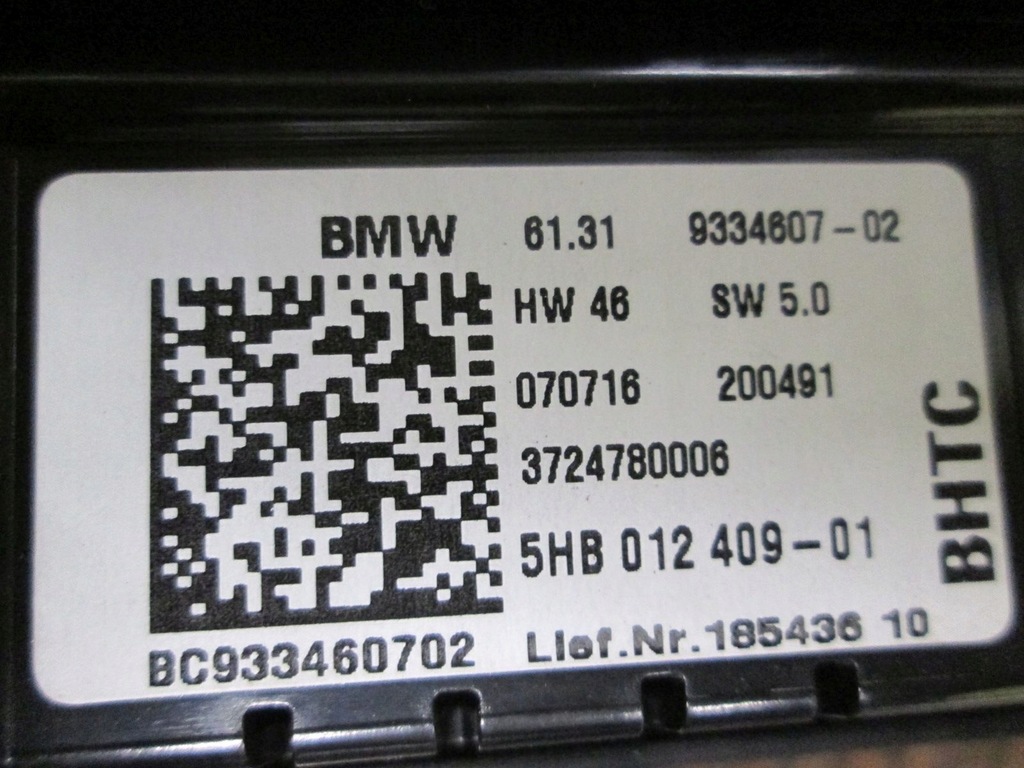 BMW 61.31 9334607-02
HW 46 SW 5.0
070716 200491
3724780006
5HB 012 409-01
BC933460702 Lief.Nr.185436 10
BHTC